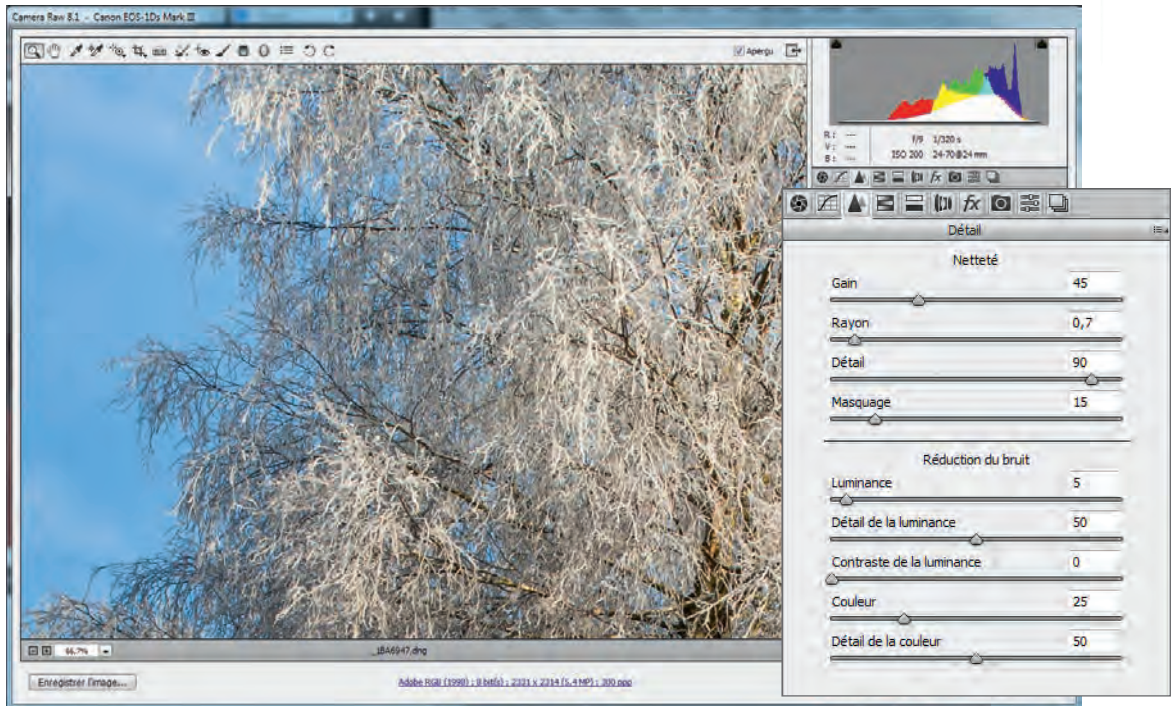 Camera Raw 8.1 - Canon EOS-1Ds Mark III
Aperçu
R: ---
V: ---
B: ---
f/9 1/320 s
ISO 200 24-70@24 mm
fx
fx
Détail
Netteté
Gain 45
Rayon 0,7
Détail 90
Masquage 15
Réduction du bruit
Luminance 5
Détail de la luminance 50
Contraste de la luminance 0
Couleur 25
Détail de la couleur 50
66,7%
_1BA6947.dng
Enregistrer l'image...
Adobe RGB (1998) ; 8 bit(s) ; 2321 x 2314 (5,4 MP) ; 300 ppp